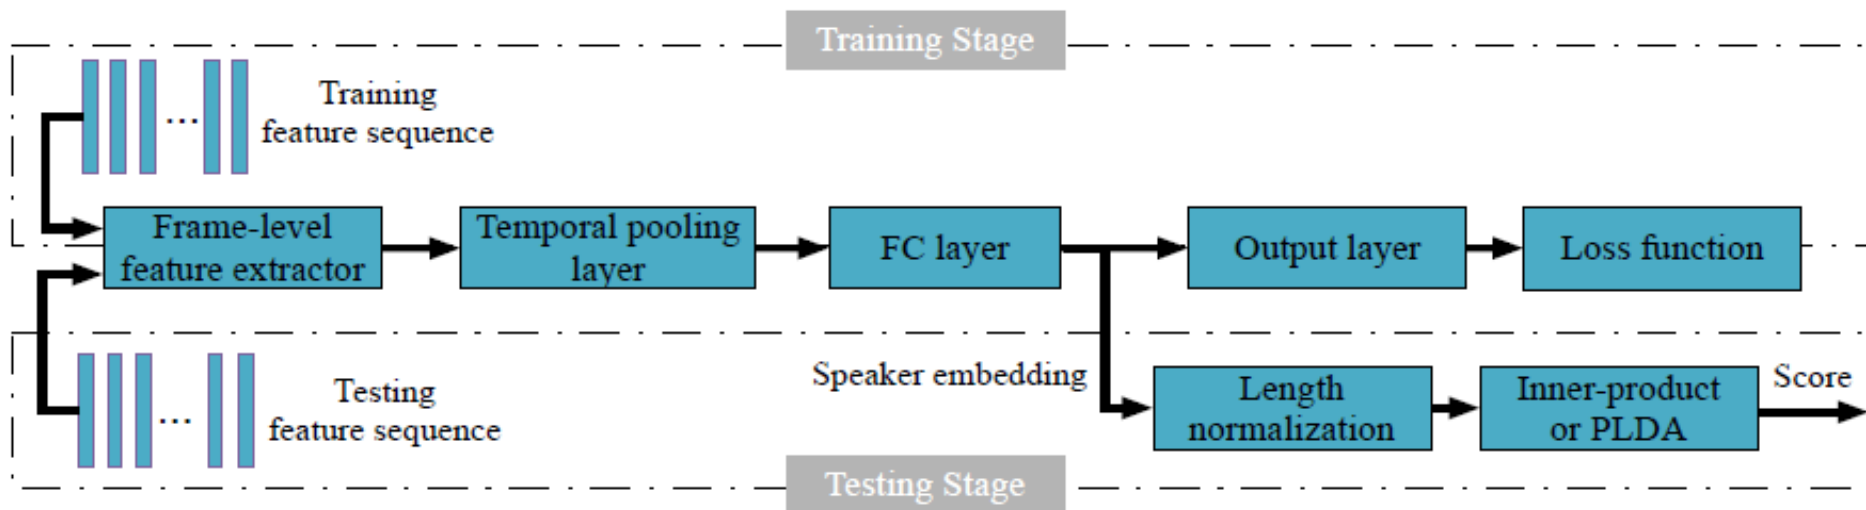 Training Stage
Training
feature sequence
...
Frame-level
feature extractor
Temporal pooling
layer
FC layer
Output layer
Loss function
Testing
feature sequence
...
Speaker embedding
Length
normalization
Inner-product
or PLDA
Score
Testing Stage